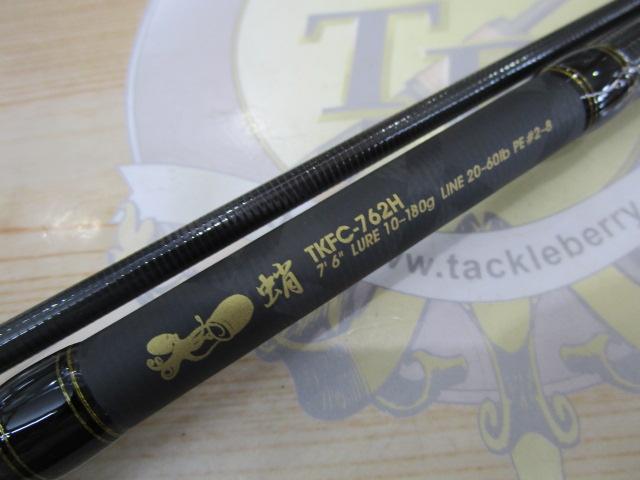 蛸
TKFC-762H
7'6" LURE 10-180g LINE 20-60lb PE #2-8
www.tackleberry